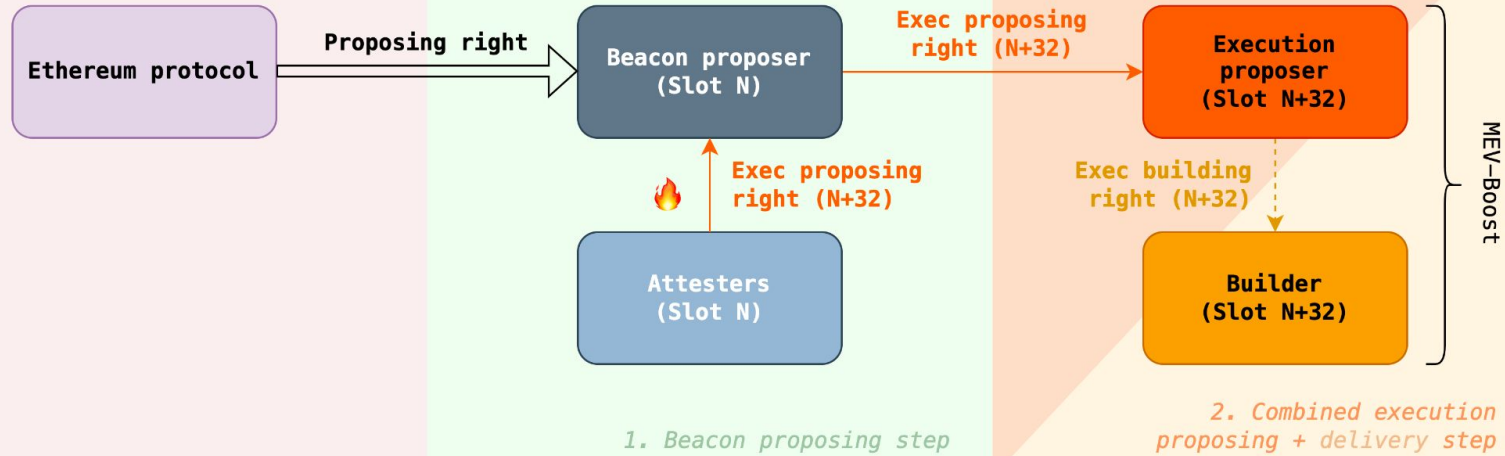 Ethereum protocol
Proposing right
Beacon proposer
(Slot N)
Exec proposing
right (N+32)
Execution
proposer
(Slot N+32)
Exec proposing
right (N+32)
Exec building
right (N+32)
Attesters
(Slot N)
Builder
(Slot N+32)
MEV-Boost
1. Beacon proposing step
2. Combined execution
proposing + delivery step